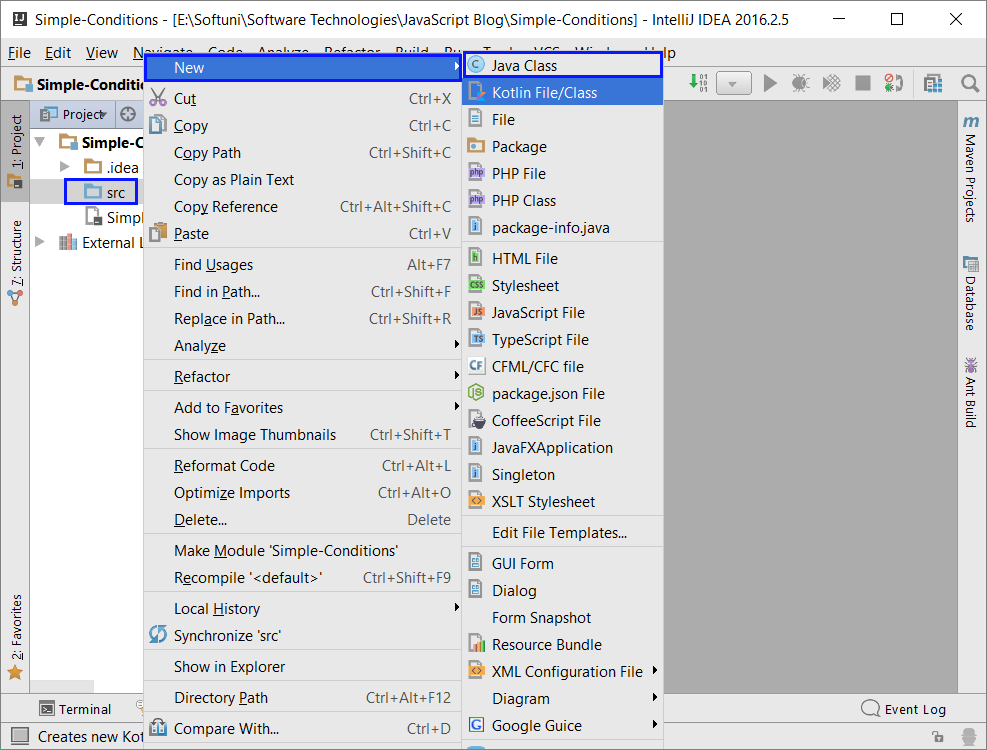 Simple-Conditions - [E:\Softuni\Software Technologies\JavaScript Blog\Simple-Conditions] - IntelliJ IDEA 2016.2.5
File Edit View Navigate Code Analyze Refactor Build Run Tools VCS Window Help
Simple-Conditio
1: Project
Z: Structure
2: Favorites
Project
Simple-C
.idea
src
Simpl
External L
New
Cut Ctrl+X
Copy Ctrl+C
Copy Path Ctrl+Shift+C
Copy as Plain Text
Copy Reference Ctrl+Alt+Shift+C
Paste Ctrl+V
Find Usages Alt+F7
Find in Path... Ctrl+Shift+F
Replace in Path... Ctrl+Shift+R
Analyze
Refactor
Add to Favorites
Show Image Thumbnails Ctrl+Shift+T
Reformat Code Ctrl+Alt+L
Optimize Imports Ctrl+Alt+O
Delete... Delete
Make Module 'Simple-Conditions'
Recompile '<default>' Ctrl+Shift+F9
Local History
Synchronize 'src'
Show in Explorer
Directory Path Ctrl+Alt+F12
Compare With... Ctrl+D
Java Class
Kotlin File/Class
File
Package
PHP File
PHP Class
package-info.java
HTML File
Stylesheet
JavaScript File
TypeScript File
CFML/CFC file
package.json File
CoffeeScript File
JavaFXApplication
Singleton
XSLT Stylesheet
Edit File Templates...
GUI Form
Dialog
Form Snapshot
Resource Bundle
XML Configuration File
Diagram
Google Guice
Maven Projects
Database
Ant Build
Terminal
Event Log
Creates new Kot